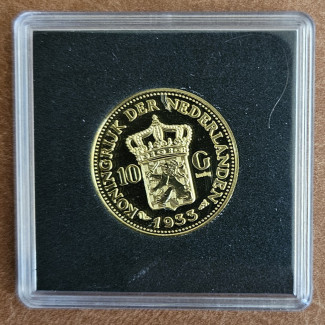 KONINGRIJK DER NEDERLANDEN
10 G
1933